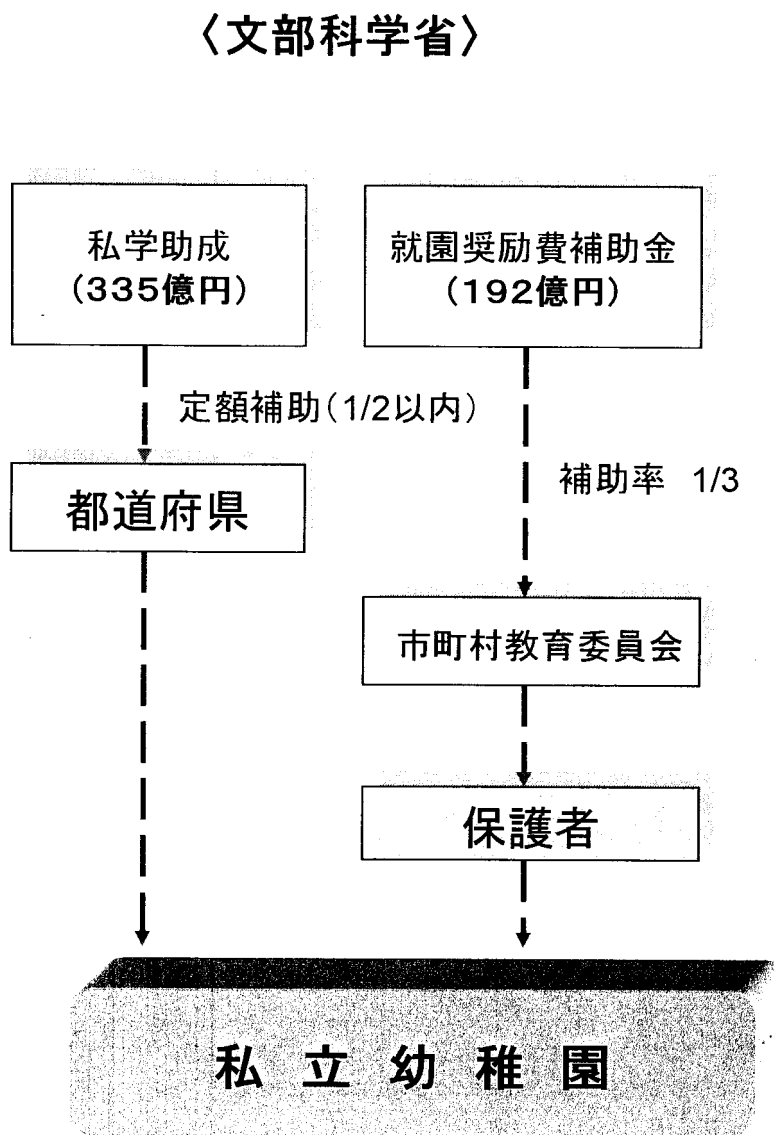 〈文部科学省〉
私学助成
(335億円)
就園奨励費補助金
(192億円)
定額補助(1/2以内)
補助率 1/3
都道府県
市町村教育委員会
保護者
私立幼稚園